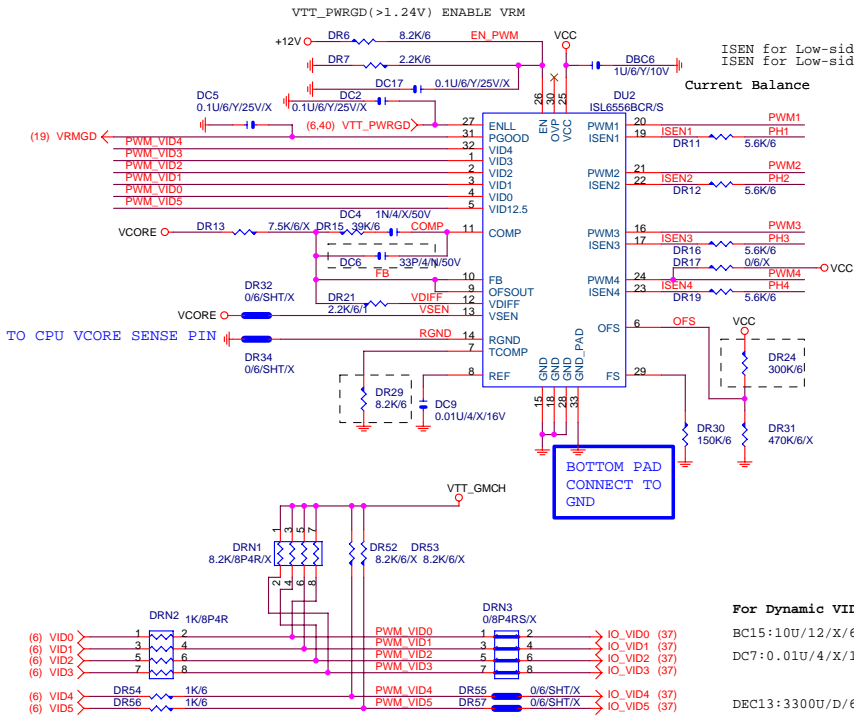 VTT_PWRGD(>1.24V) ENABLE VRM
+12V DR6 8.2K/6 EN_PWM VCC
DR7 2.2K/6 DBC6
1U/6/Y/10V
ISEN for Low-sid
ISEN for Low-sid
Current Balance
DC17 0.1U/6/Y/25V/X
DC5 DC2
0.1U/6/Y/25V/X 0.1U/6/Y/25V/X
DU2
ISL6556BCR/S
26 30 25
EN OVP VCC
(6,40) VTT_PWRGD 27 ENLL
(19) VRMGD 31 PGOOD
PWM_VID4 32 VID4
PWM_VID3 1 VID3
PWM_VID2 2 VID2
PWM_VID1 3 VID1
PWM_VID0 4 VID0
PWM_VID5 5 VID12.5
PWM1 20 PWM1
ISEN1 19 ISEN1 PH1
DR11 5.6K/6
PWM2 21 PWM2
ISEN2 22 ISEN2 PH2
DR12 5.6K/6
VCORE DR13 7.5K/6/X DR15 39K/6 DC4 1N/4/X/50V COMP 11 COMP
DC6 33P/4/N/50V
FB 10 FB
9 OFSOUT
DR21 VDIFF 12 VDIFF
2.2K/6/1
DR32
0/6/SHT/X
VCORE VSEN 13 VSEN
TO CPU VCORE SENSE PIN RGND 14 RGND
DR34
0/6/SHT/X
7 TCOMP
DR29
8.2K/6
8 REF
DC9
0.01U/4/X/16V
PWM3 16 PWM3
ISEN3 17 ISEN3 PH3
DR16 5.6K/6
DR17 0/6/X VCC
PWM4 24 PWM4
ISEN4 23 ISEN4 PH4
DR19 5.6K/6
OFS 6 OFS VCC
DR24
300K/6
FS 29
DR30
150K/6
DR31
470K/6/X
GND GND GND GND_PAD
15 18 28 33
BOTTOM PAD
CONNECT TO
GND
VTT_GMCH
1 3 5 7
DRN1
8.2K/8P4R/X
2 4 6 8
DR52 DR53
8.2K/6/X 8.2K/6/X
DRN2 1K/8P4R
DRN3
0/8P4RS/X
(6) VID0 1 2 PWM_VID0 1 2 IO_VID0 (37)
(6) VID1 3 4 PWM_VID1 3 4 IO_VID1 (37)
(6) VID2 5 6 PWM_VID2 5 6 IO_VID2 (37)
(6) VID3 7 8 PWM_VID3 7 8 IO_VID3 (37)
(6) VID4 DR54 1K/6 PWM_VID4 DR55 0/6/SHT/X IO_VID4 (37)
(6) VID5 DR56 1K/6 PWM_VID5 DR57 0/6/SHT/X IO_VID5 (37)
For Dynamic VID
BC15:10U/12/X/6
DC7:0.01U/4/X/1
DEC13:3300U/D/6